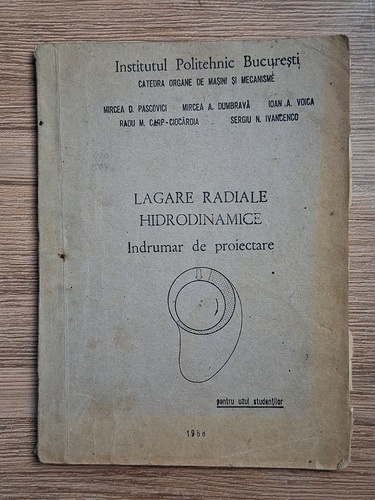 Institutul Politehnic București
CATEDRA ORGANE DE MAȘINI ȘI MECANISME
MIRCEA D. PASCOVICI MIRCEA A. DUMBRAVĂ IOAN A. VOICA
RADU M. CARP-CIOCÂRDIA SERGIU N. IVANCENCO
LAGARE RADIALE
HIDRODINAMICE
Indrumar de proiectare
pentru uzul studenților